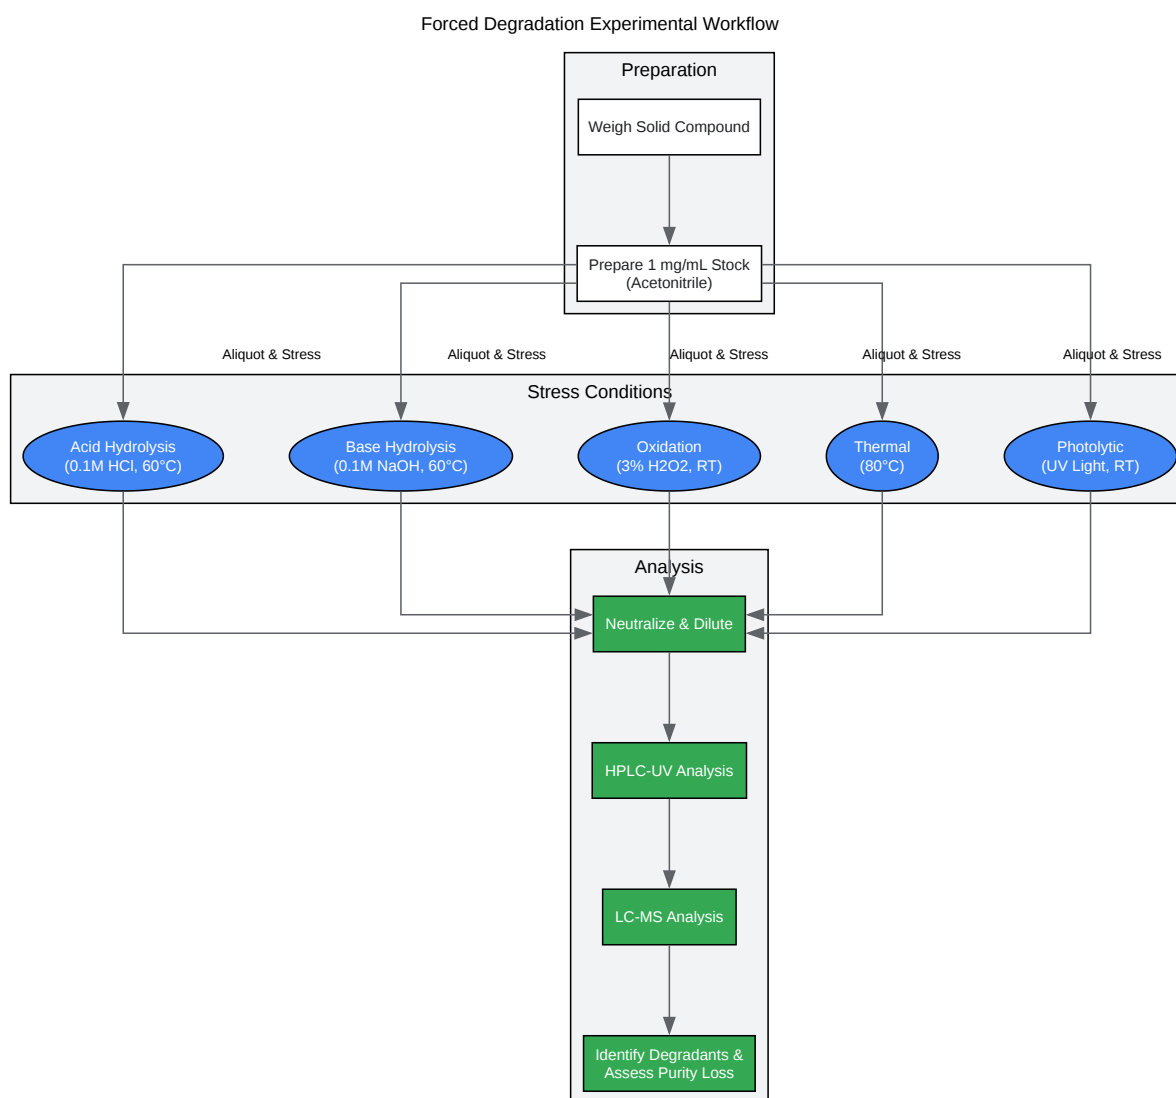 Forced Degradation Experimental Workflow
Preparation
Weigh Solid Compound
Prepare 1 mg/mL Stock
(Acetonitrile)
Aliquot & Stress
Aliquot & Stress
Aliquot & Stress
Aliquot & Stress
Aliquot & Stress
Stress Conditions
Acid Hydrolysis
(0.1M HCl, 60°C)
Base Hydrolysis
(0.1M NaOH, 60°C)
Oxidation
(3% H2O2, RT)
Thermal
(80°C)
Photolytic
(UV Light, RT)
Analysis
Neutralize & Dilute
HPLC-UV Analysis
LC-MS Analysis
Identify Degradants &
Assess Purity Loss